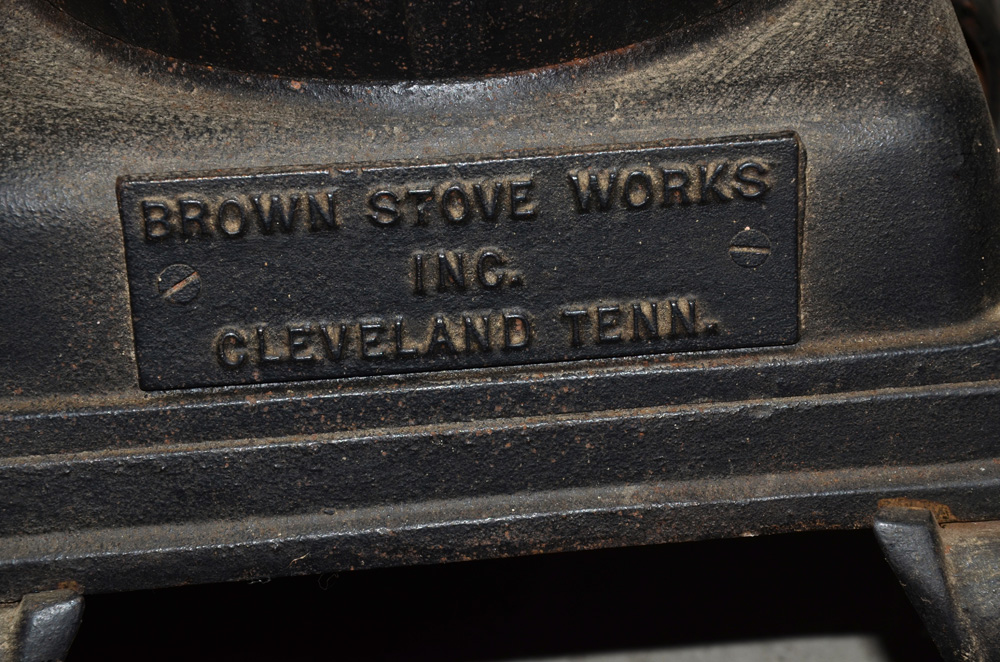 BROWN STOVE WORKS
INC.
CLEVELAND TENN.